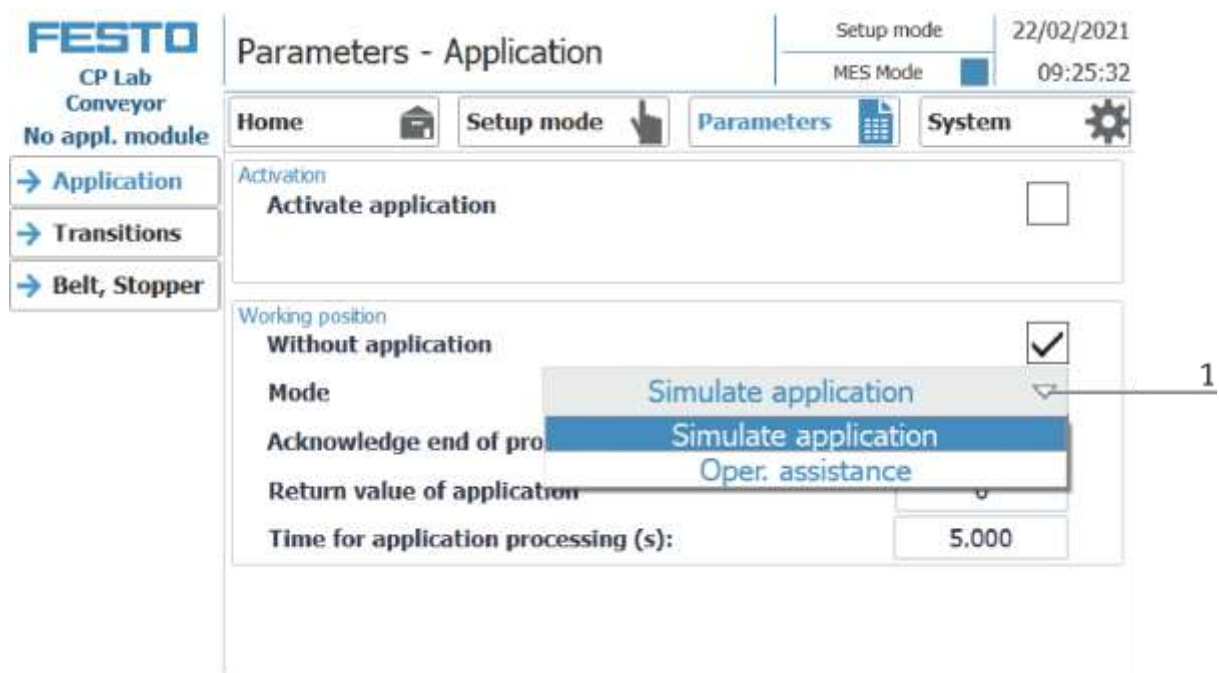 FESTO
CP Lab
Conveyor
No appl. module
Parameters - Application
Setup mode
MES Mode
22/02/2021
09:25:32
Home
Setup mode
Parameters
System
Application
Transitions
Belt, Stopper
Activation
Activate application
Working position
Without application
Mode
Simulate application
1
Simulate application
Oper. assistance
Acknowledge end of pro
Return value of application
Time for application processing (s):
5.000